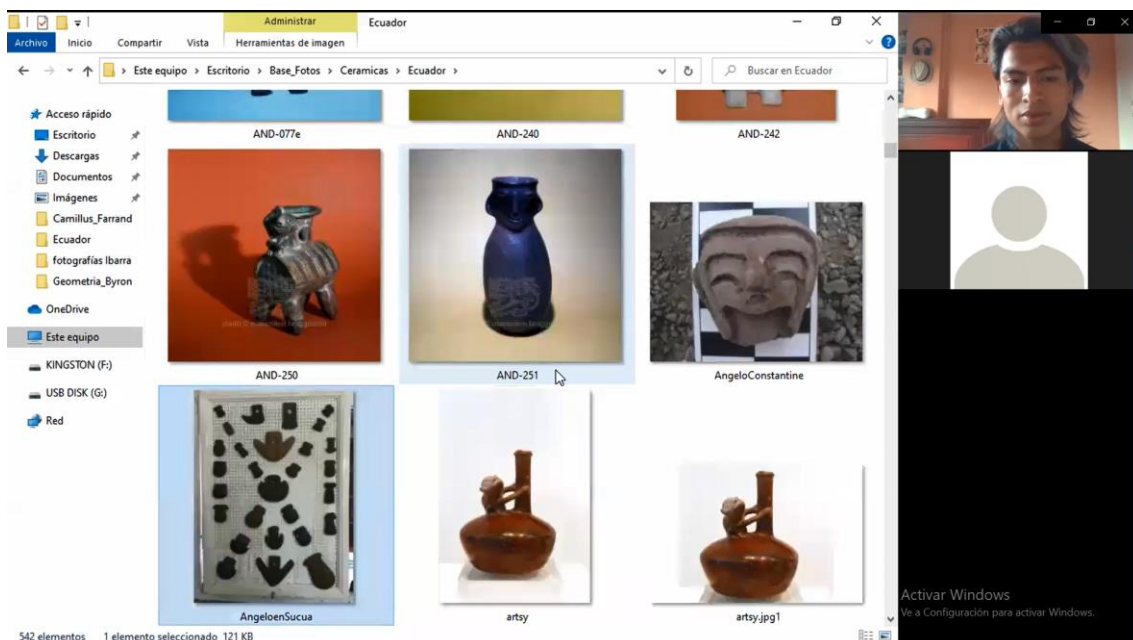 Administrar
Ecuador
Archivo
Inicio
Compartir
Vista
Herramientas de imagen
Este equipo > Escritorio > Base_Fotos > Ceramicas > Ecuador >
Buscar en Ecuador
Acceso rápido
Escritorio
Descargas
Documentos
Imágenes
Camillus_Farrand
Ecuador
fotografías Ibarra
Geometria_Byron
OneDrive
Este equipo
KINGSTON (F:)
USB DISK (G:)
Red
AND-077e
AND-240
AND-242
AND-250
AND-251
AngeloConstantine
AngeloenSucua
artsy
artsy.jpg1
542 elementos
1 elemento seleccionado 121 KB
Activar Windows
Ve a Configuración para activar Windows.